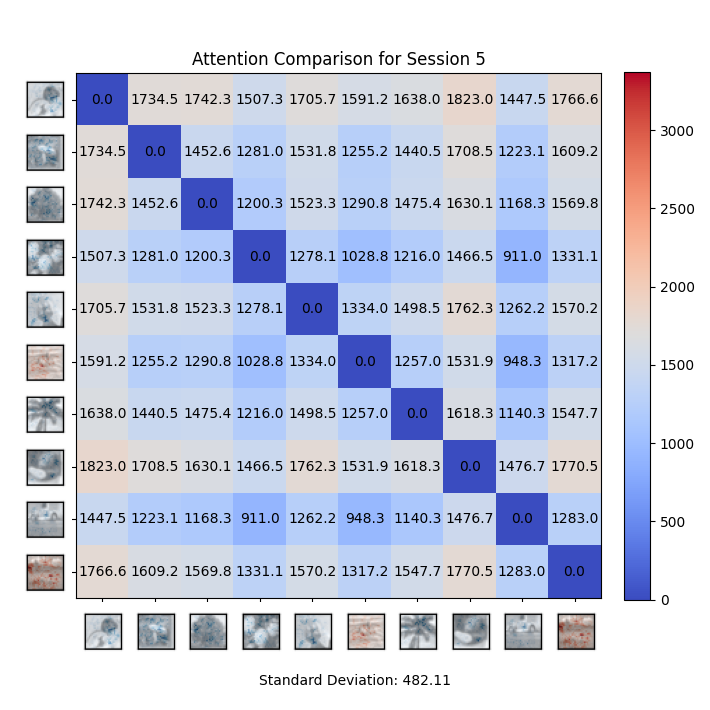 Attention Comparison for Session 5
0.0 1734.5 1742.3 1507.3 1705.7 1591.2 1638.0 1823.0 1447.5 1766.6
1734.5 0.0 1452.6 1281.0 1531.8 1255.2 1440.5 1708.5 1223.1 1609.2
1742.3 1452.6 0.0 1200.3 1523.3 1290.8 1475.4 1630.1 1168.3 1569.8
1507.3 1281.0 1200.3 0.0 1278.1 1028.8 1216.0 1466.5 911.0 1331.1
1705.7 1531.8 1523.3 1278.1 0.0 1334.0 1498.5 1762.3 1262.2 1570.2
1591.2 1255.2 1290.8 1028.8 1334.0 0.0 1257.0 1531.9 948.3 1317.2
1638.0 1440.5 1475.4 1216.0 1498.5 1257.0 0.0 1618.3 1140.3 1547.7
1823.0 1708.5 1630.1 1466.5 1762.3 1531.9 1618.3 0.0 1476.7 1770.5
1447.5 1223.1 1168.3 911.0 1262.2 948.3 1140.3 1476.7 0.0 1283.0
1766.6 1609.2 1569.8 1331.1 1570.2 1317.2 1547.7 1770.5 1283.0 0.0
3000
2500
2000
1500
1000
500
0
Standard Deviation: 482.11